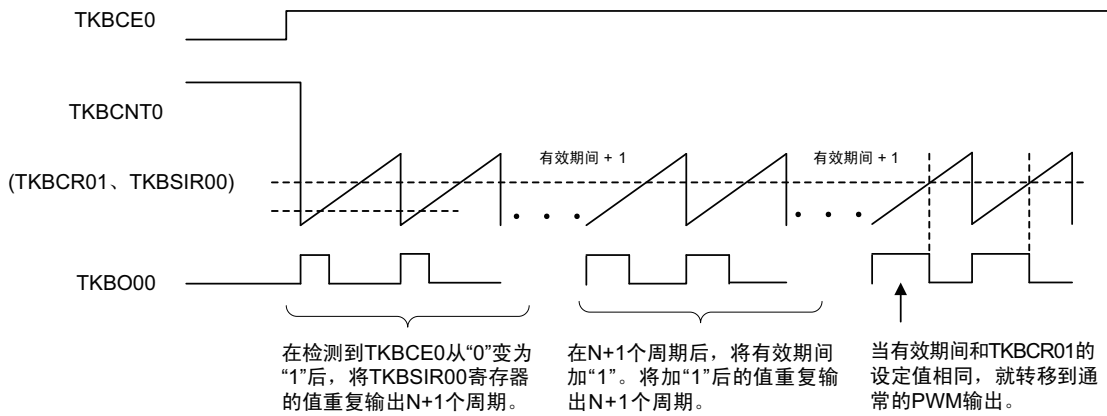 TKBCE0
TKBCNT0
有效期间 + 1
有效期间 + 1
(TKBCR01、TKBSIR00)
TKBO00
在检测到TKBCE0从“0”变为
“1”后，将TKBSIR00寄存器
的值重复输出N+1个周期。
在N+1个周期后，将有效期间
加“1”。将加“1”后的值重复输
出N+1个周期。
当有效期间和TKBCR01的
设定值相同，就转移到通
常的PWM输出。